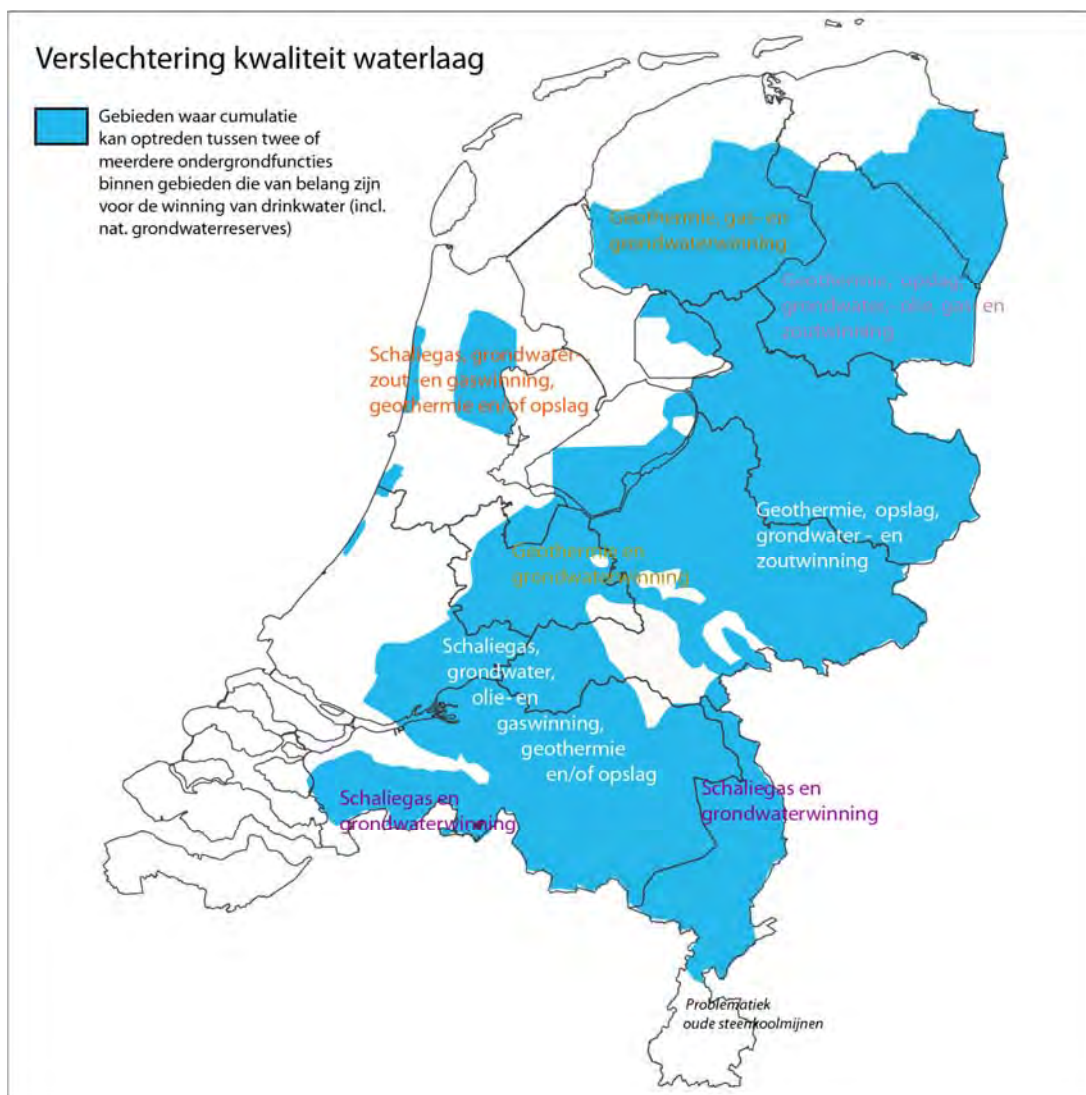 Verslechtering kwaliteit waterlaag
Gebieden waar cumulatie
kan optreden tussen twee of
meerdere ondergrondfuncties
binnen gebieden die van belang zijn
voor de winning van drinkwater (incl.
nat. grondwaterreserves)
Geothermie, gas- en
grondwaterwinning
Geothermie, opslag,
grondwater,- olie, gas- en
zoutwinning
Schaliegas, grondwater-,
zout -en gaswinning,
geothermie en/of opslag
Geothermie, opslag,
grondwater - en
zoutwinning
Geothermie en
grondwaterwinning
Schaliegas,
grondwater,
olie- en
gaswinning,
geothermie
en/of opslag
Schaliegas en
grondwaterwinning
Schaliegas en
grondwaterwinning
Problematiek
oude steenkoolmijnen